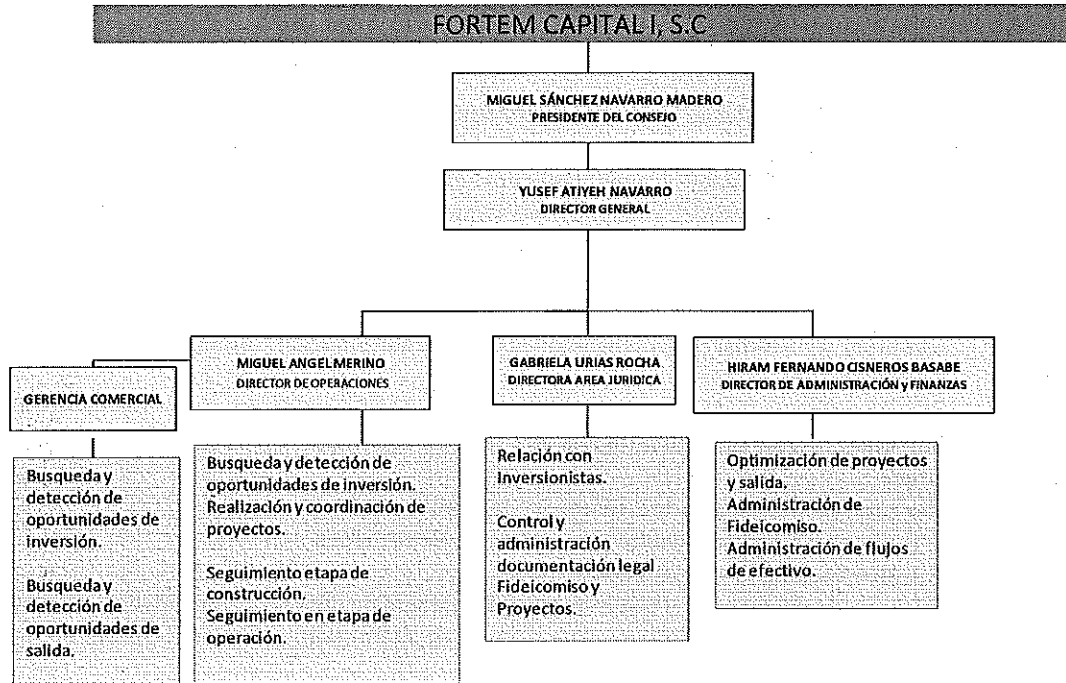 FORTEM CAPITAL I, S.C
MIGUEL SÁNCHEZ NAVARRO MADERO
PRESIDENTE DEL CONSEJO
YUSEF ATIYEH NAVARRO
DIRECTOR GENERAL
GERENCIA COMERCIAL
MIGUEL ANGEL MERINO
DIRECTOR DE OPERACIONES
GABRIELA URIAS ROCHA
DIRECTORA AREA JURIDICA
HIRAM FERNANDO CISNEROS BASABE
DIRECTOR DE ADMINISTRACIÓN y FINANZAS
Busqueda y
detección de
oportunidades de
inversión.
Busqueda y
detección de
oportunidades de
salida.
Busqueda y detección de
oportunidades de inversión.
Realización y coordinación de
proyectos.
Seguimiento etapa de
construcción.
Seguimiento en etapa de
operación.
Relación con
Inversionistas.
Control y
administración
documentación legal
Fideicomiso y
Proyectos.
Optimización de proyectos
y salida.
Administración de
Fideicomiso.
Administración de flujos
de efectivo.